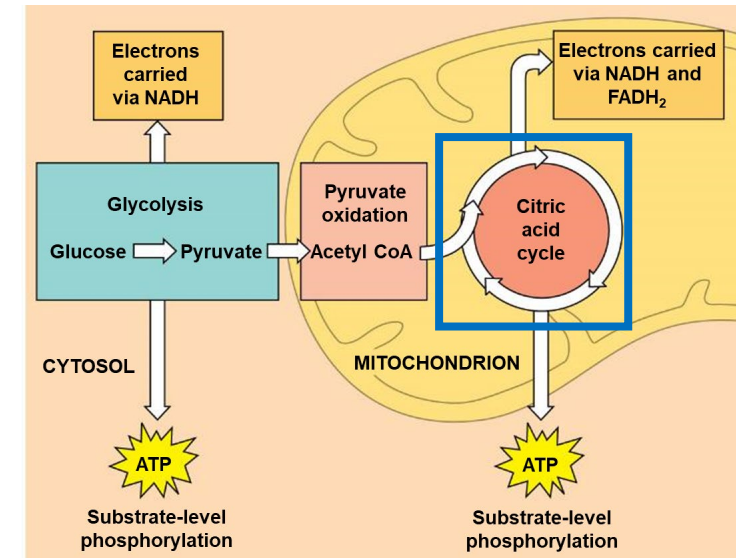 Electrons
carried
via NADH
Electrons carried
via NADH and
FADH₂
Glycolysis
Glucose Pyruvate
Pyruvate
oxidation
Acetyl CoA
Citric
acid
cycle
CYTOSOL
MITOCHONDRION
ATP
Substrate-level
phosphorylation
ATP
Substrate-level
phosphorylation